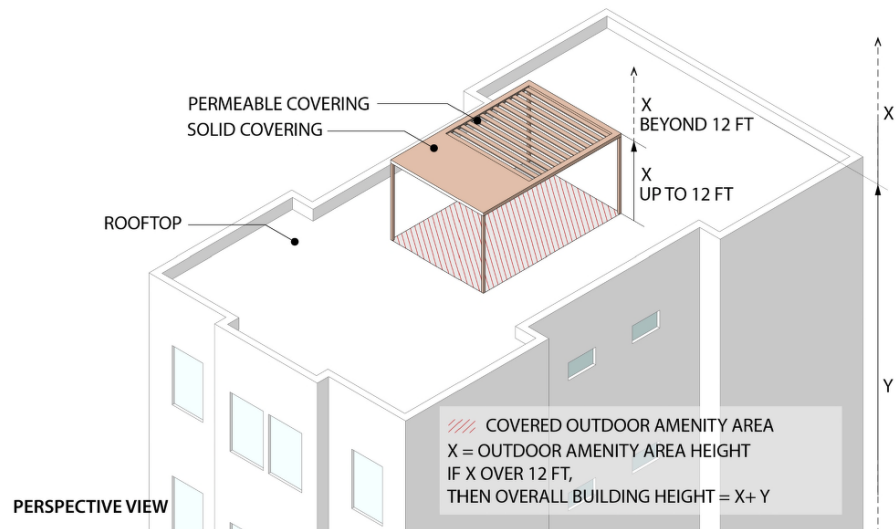 PERMEABLE COVERING
SOLID COVERING
X
BEYOND 12 FT
X
X
UP TO 12 FT
ROOFTOP
Y
COVERED OUTDOOR AMENITY AREA
X = OUTDOOR AMENITY AREA HEIGHT
IF X OVER 12 FT,
THEN OVERALL BUILDING HEIGHT = X+ Y
PERSPECTIVE VIEW